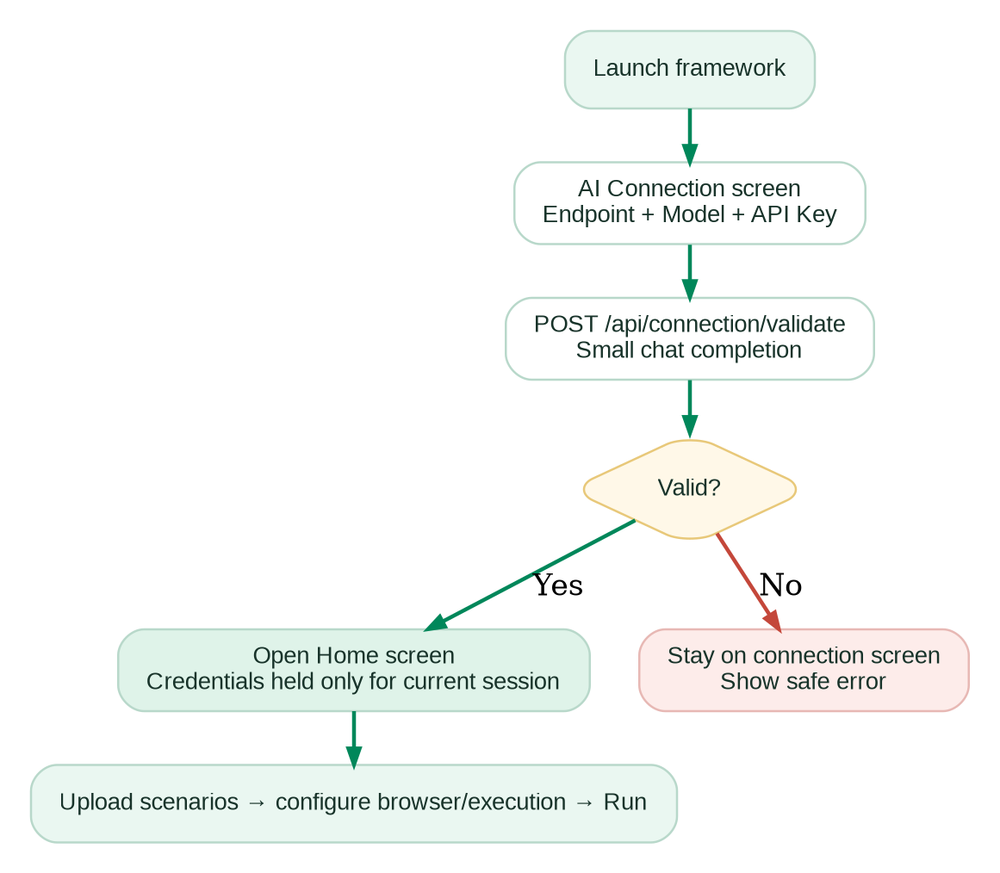 Launch framework
AI Connection screen
Endpoint + Model + API Key
POST /api/connection/validate
Small chat completion
Valid?
Yes
No
Open Home screen
Credentials held only for current session
Stay on connection screen
Show safe error
Upload scenarios → configure browser/execution → Run